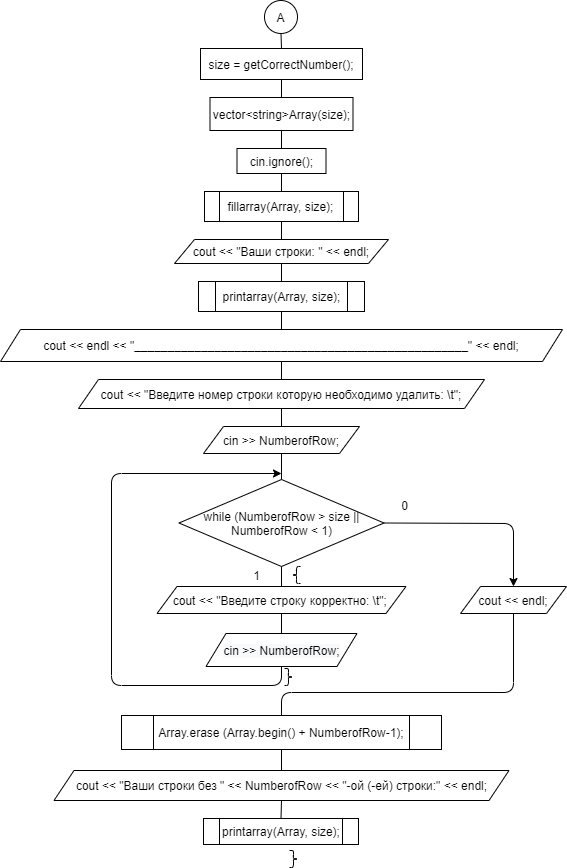 A
size = getCorrectNumber();
vector<string>Array(size);
cin.ignore();
fillarray(Array, size);
cout << "Ваши строки: " << endl;
printarray(Array, size);
cout << endl << "__________________________________________________" << endl;
cout << "Введите номер строки которую необходимо удалить: \t";
cin >> NumberofRow;
while (NumberofRow > size ||
NumberofRow < 1)
0
1 {
cout << "Введите строку корректно: \t";
cout << endl;
cin >> NumberofRow;
}
Array.erase (Array.begin() + NumberofRow-1);
cout << "Ваши строки без " << NumberofRow << "-ой (-ей) строки:" << endl;
printarray(Array, size);
}